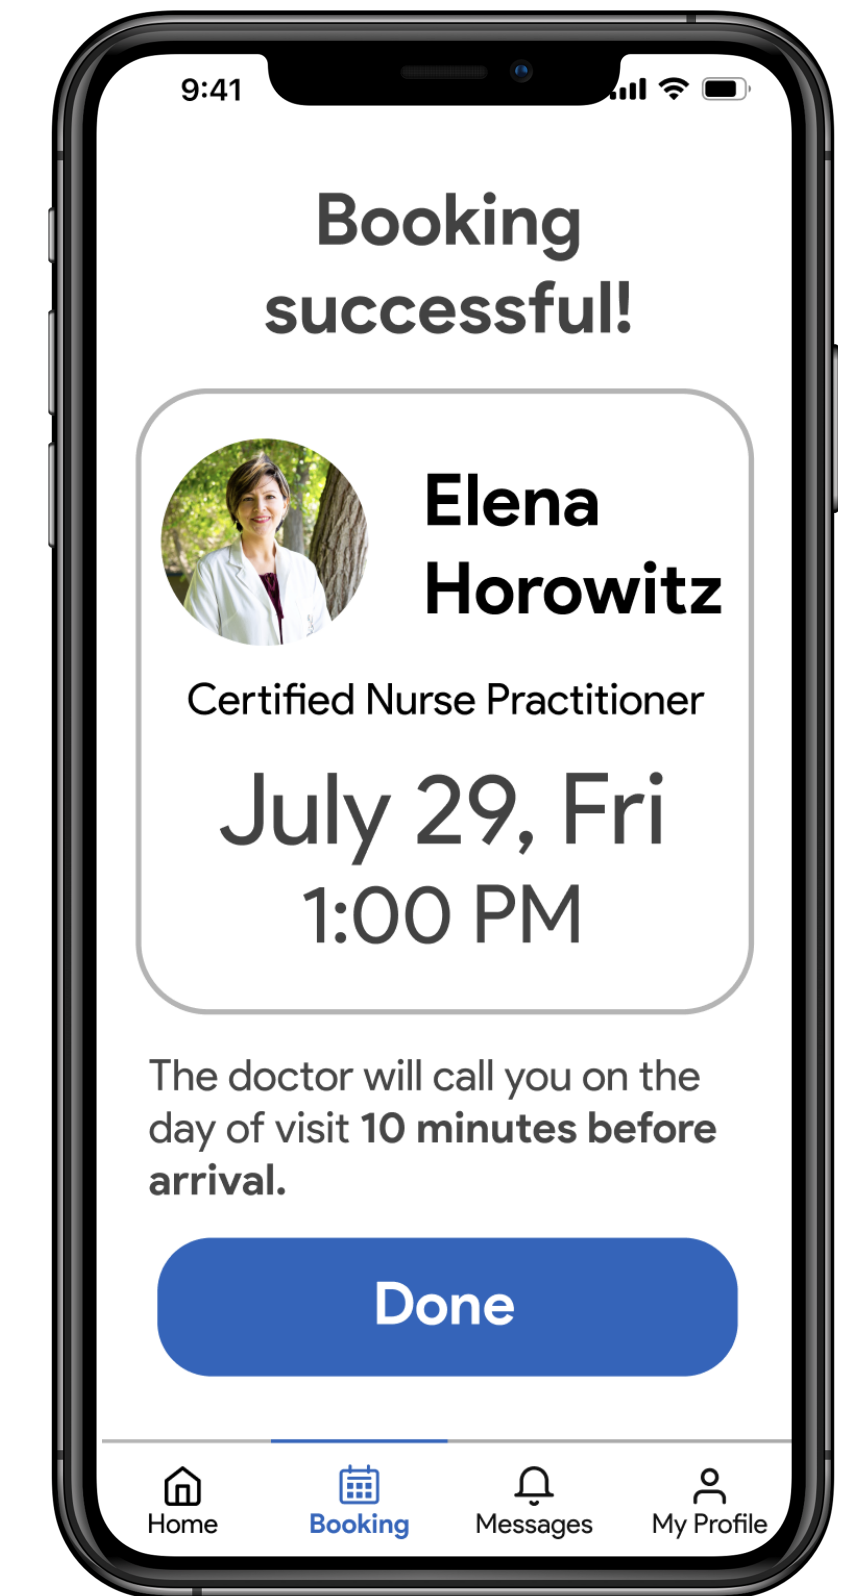 9:41
Booking
successful!
Elena
Horowitz
Certified Nurse Practitioner
July 29, Fri
1:00 PM
The doctor will call you on the
day of visit 10 minutes before
arrival.
Done
Home
Booking
Messages
My Profile